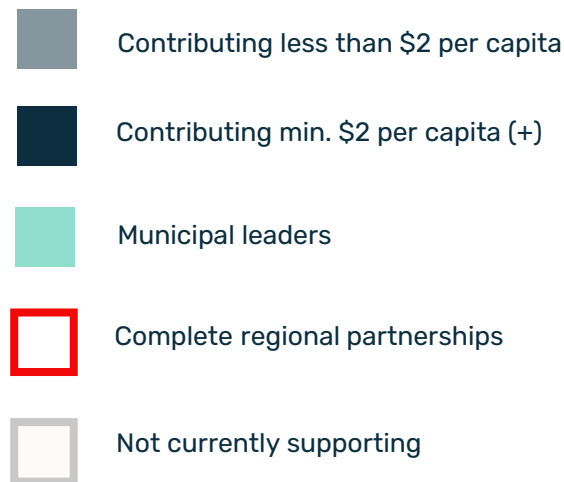 Contributing less than $2 per capita
Contributing min. $2 per capita (+)
Municipal leaders
Complete regional partnerships
Not currently supporting